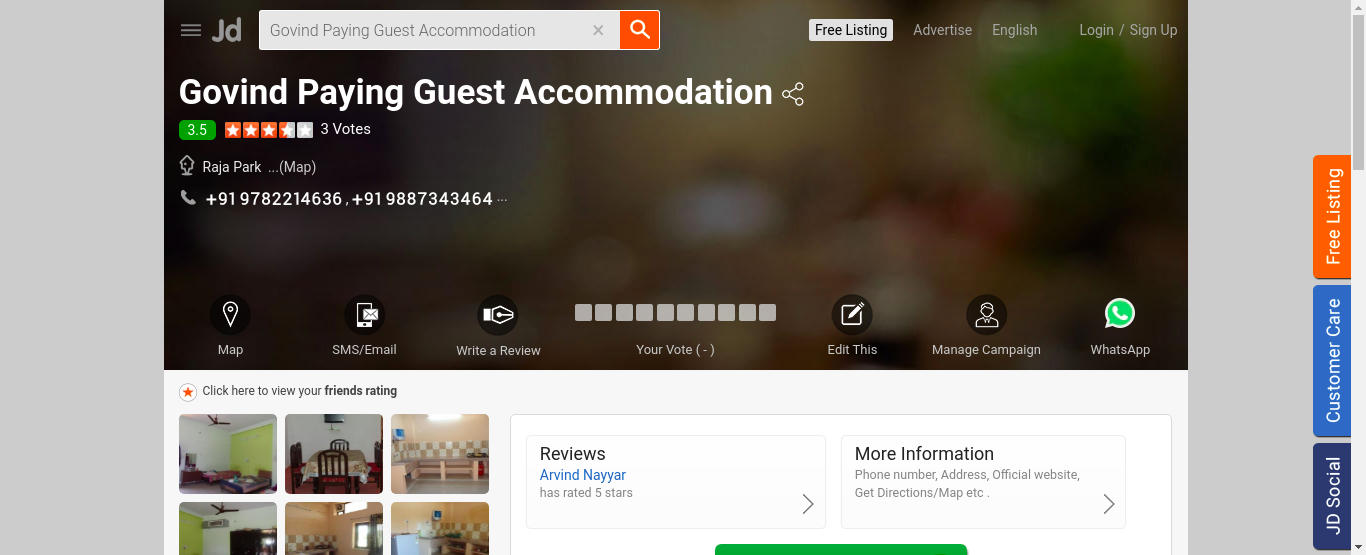 Jd Govind Paying Guest Accommodation × Free Listing Advertise English Login / Sign Up
Govind Paying Guest Accommodation
3.5 3 Votes
Raja Park ...(Map)
+91 9782214636 , +91 9887343464 ...
Map SMS/Email Write a Review Your Vote ( - ) Edit This Manage Campaign WhatsApp
Click here to view your friends rating
Reviews
Arvind Nayyar
has rated 5 stars
More Information
Phone number, Address, Official website,
Get Directions/Map etc .
Free Listing
Customer Care
JD Social